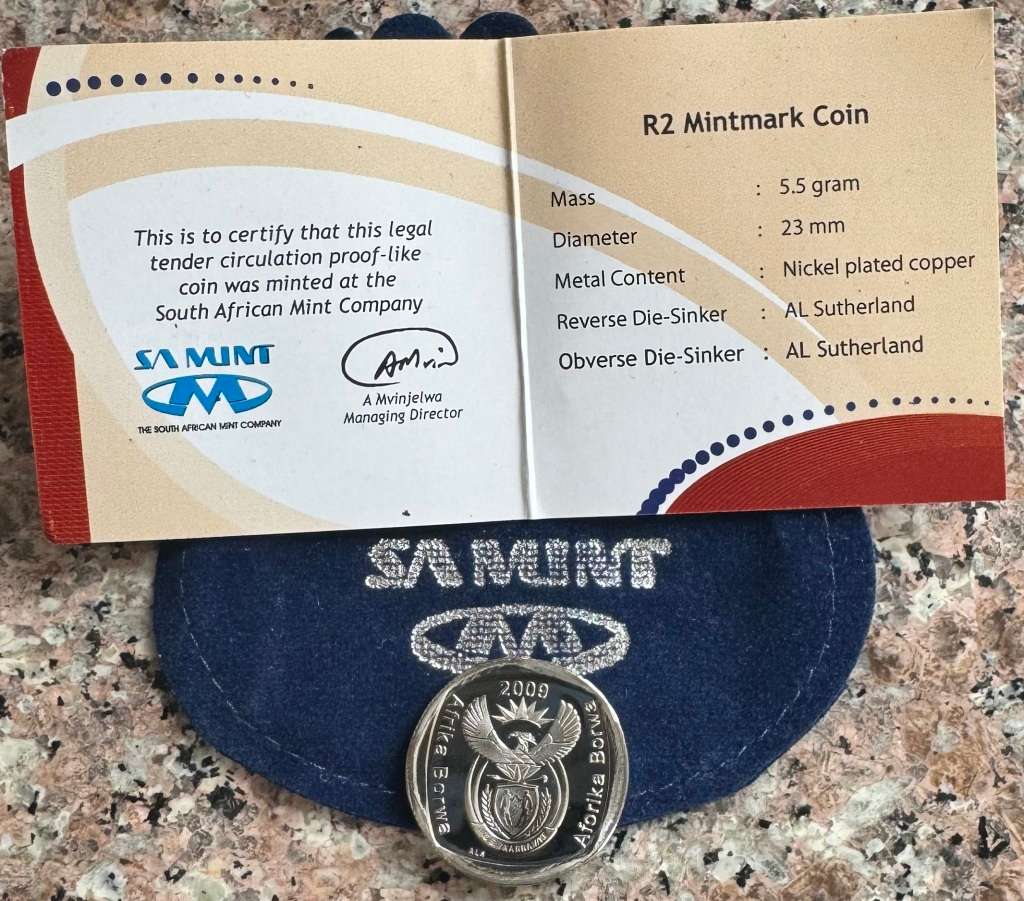 This is to certify that this legal
tender circulation proof-like
coin was minted at the
South African Mint Company
SA MINT
THE SOUTH AFRICAN MINT COMPANY
A Mvinjelwa
Managing Director
R2 Mintmark Coin
Mass : 5.5 gram
Diameter : 23 mm
Metal Content : Nickel plated copper
Reverse Die-Sinker : AL Sutherland
Obverse Die-Sinker : AL Sutherland
SA MINT
2009
Afrika Borwa
Aforika Borwa
ALS